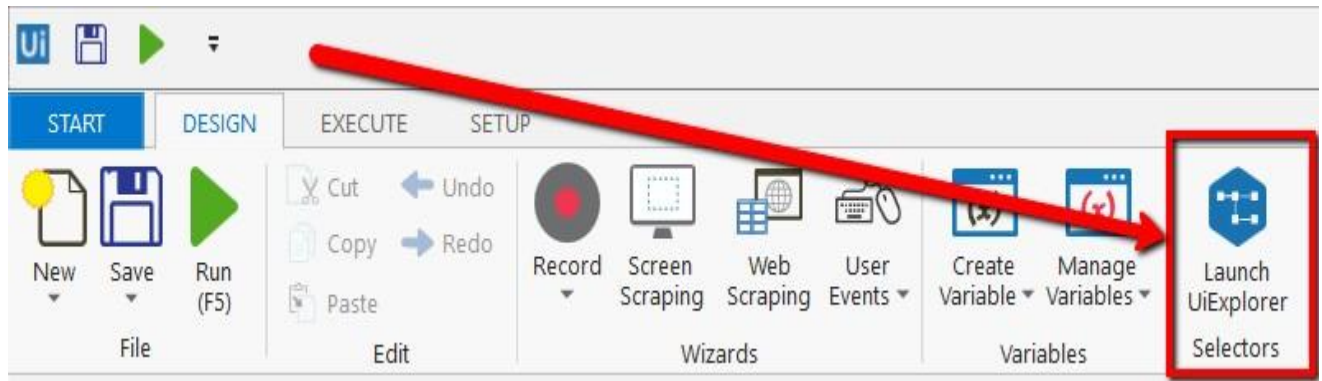 Ui
START DESIGN EXECUTE SETUP
Cut Undo
Copy Redo
Paste
New Save Run
(F5)
Record Screen
Scraping
Web
Scraping
User
Events
Create
Variable
Manage
Variables
Launch
UiExplorer
(x) (x)
File Edit Wizards Variables Selectors